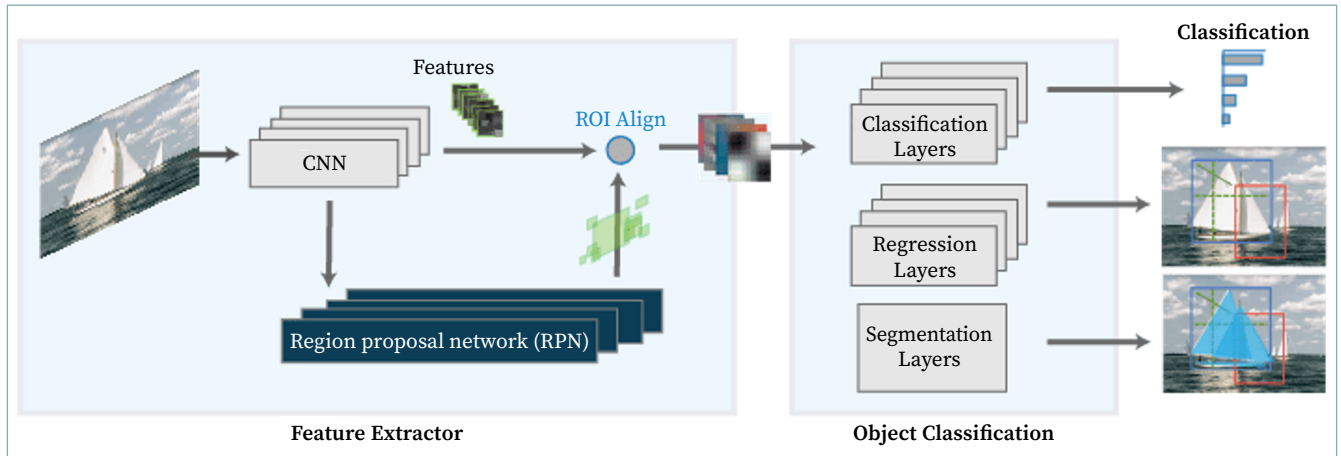 Classification
Features
ROI Align
CNN
Classification
Layers
Regression
Layers
Region proposal network (RPN)
Segmentation
Layers
Feature Extractor
Object Classification